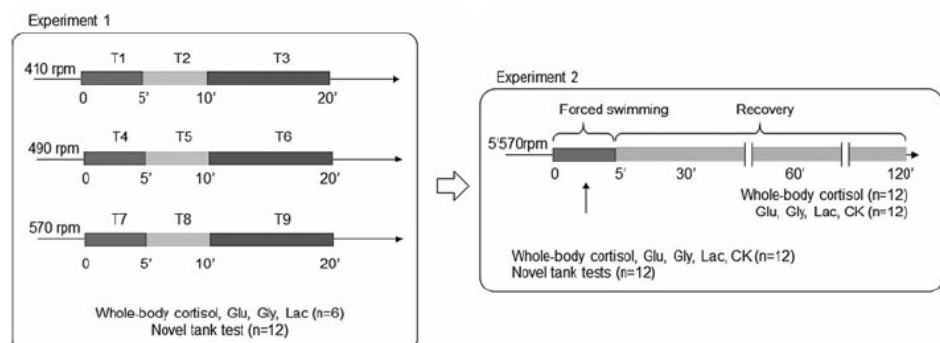 Experiment 1
T1 T2 T3
410 rpm
0 5' 10' 20'
T4 T5 T6
490 rpm
0 5' 10' 20'
T7 T8 T9
570 rpm
0 5' 10' 20'
Whole-body cortisol, Glu, Gly, Lac (n=6)
Novel tank test (n=12)
Experiment 2
Forced swimming Recovery
5'570rpm
0 5' 30' 60' 120'
Whole-body cortisol (n=12)
Glu, Gly, Lac, CK (n=12)
Whole-body cortisol, Glu, Gly, Lac, CK (n=12)
Novel tank tests (n=12)